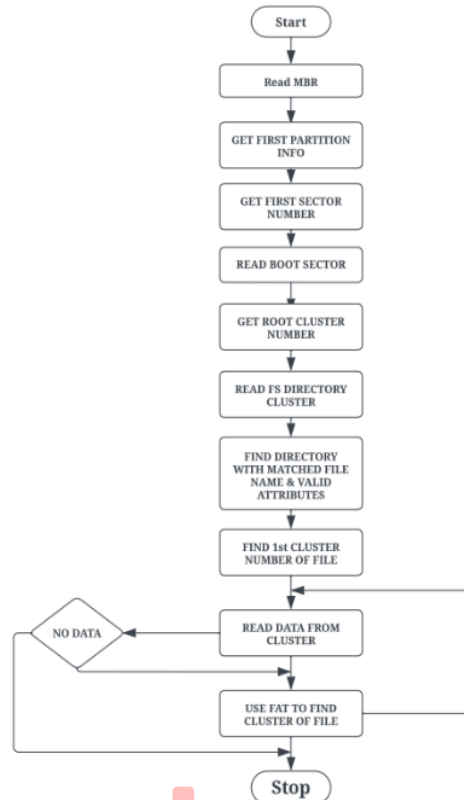 Start
Read MBR
GET FIRST PARTITION
INFO
GET FIRST SECTOR
NUMBER
READ BOOT SECTOR
GET ROOT CLUSTER
NUMBER
READ FS DIRECTORY
CLUSTER
FIND DIRECTORY
WITH MATCHED FILE
NAME & VALID
ATTRIBUTES
FIND 1st CLUSTER
NUMBER OF FILE
NO DATA
READ DATA FROM
CLUSTER
USE FAT TO FIND
CLUSTER OF FILE
Stop